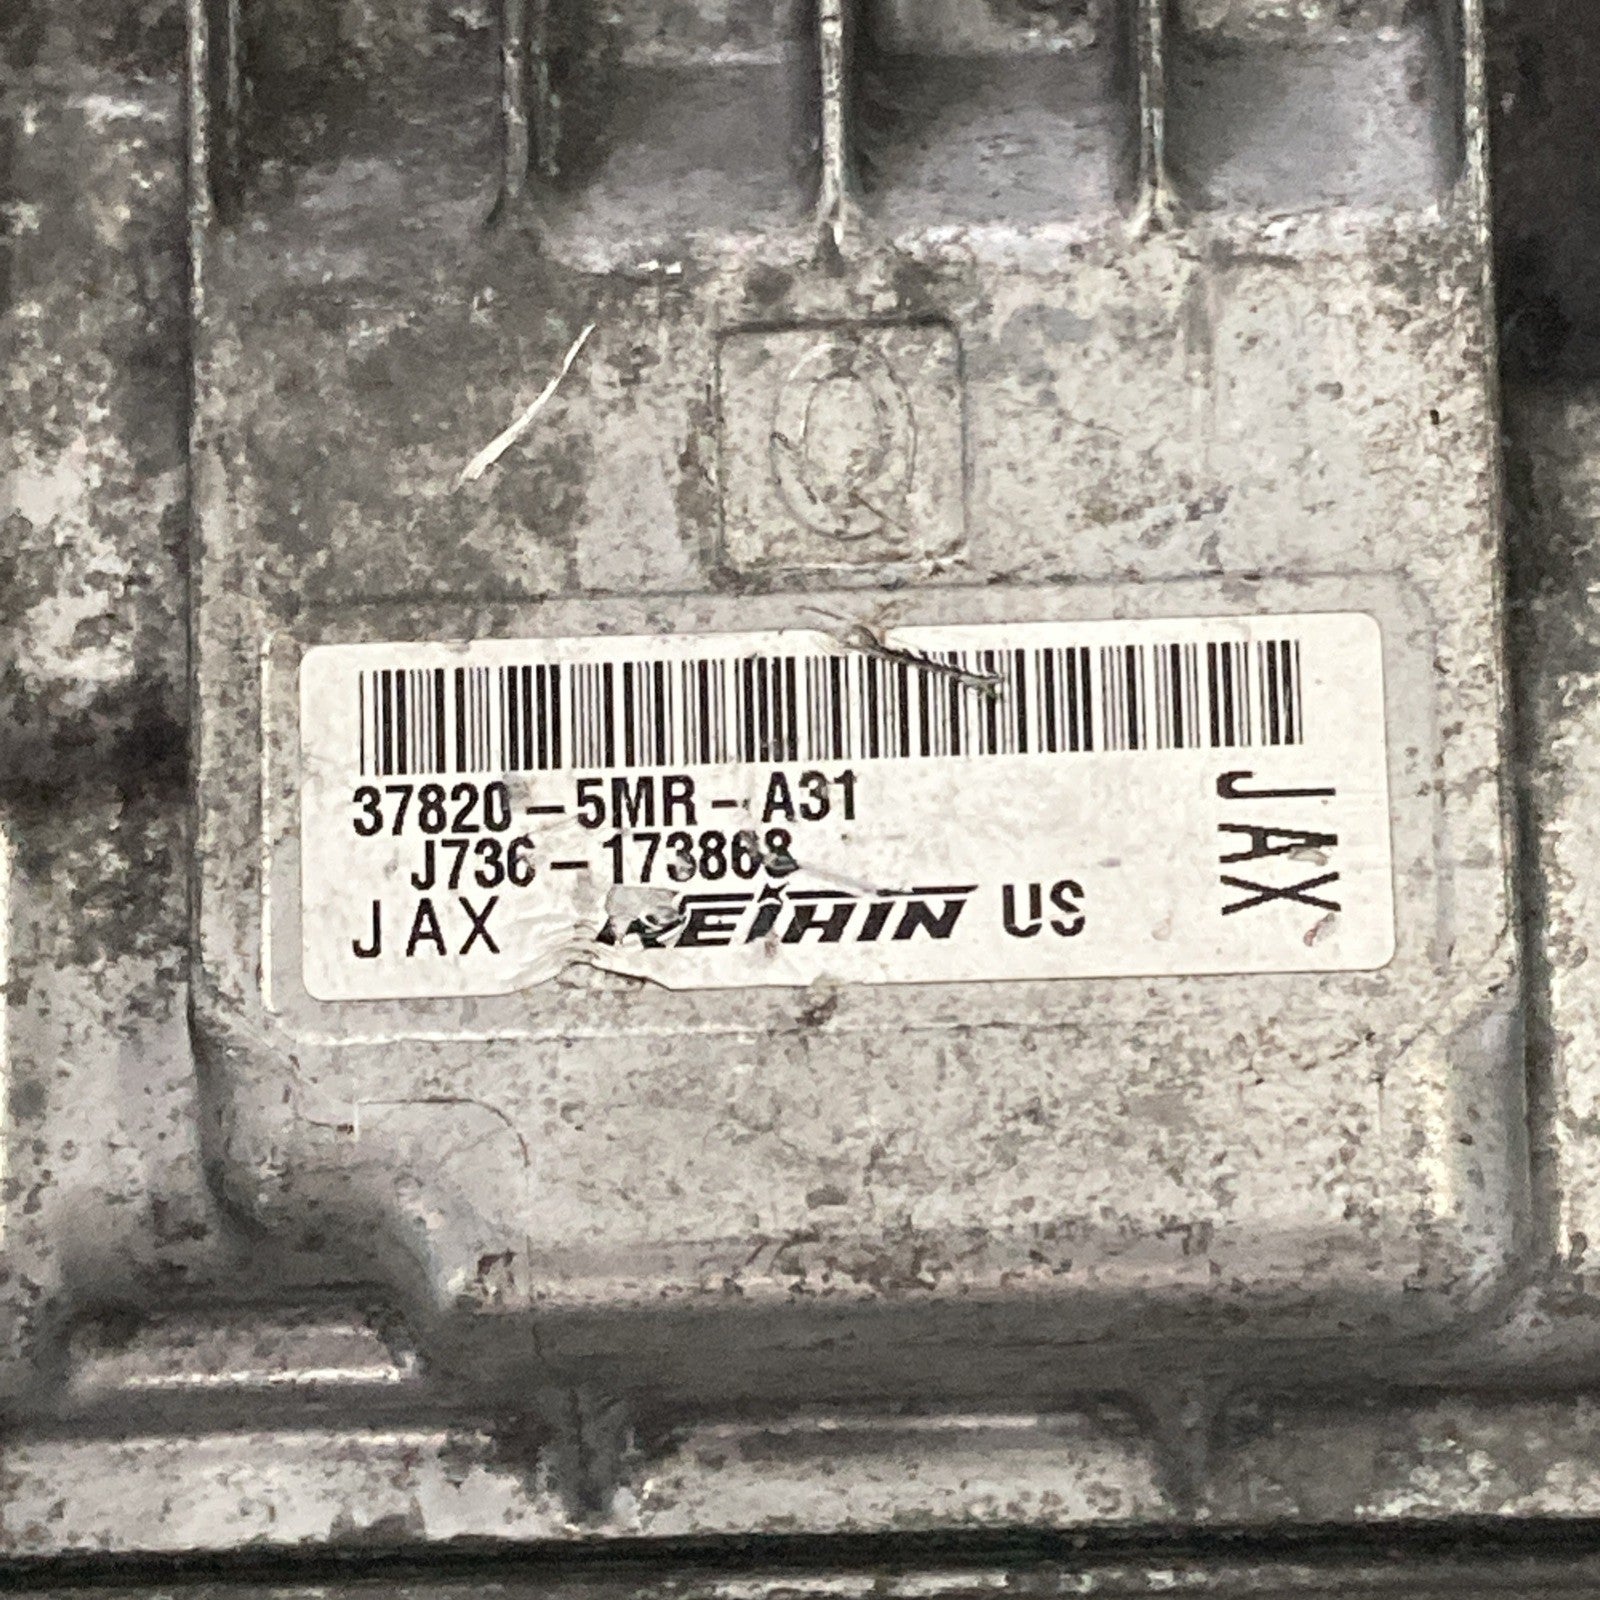 Q
37820-5MR-A31
J736-173868
JAX KEIHIN US
JAX